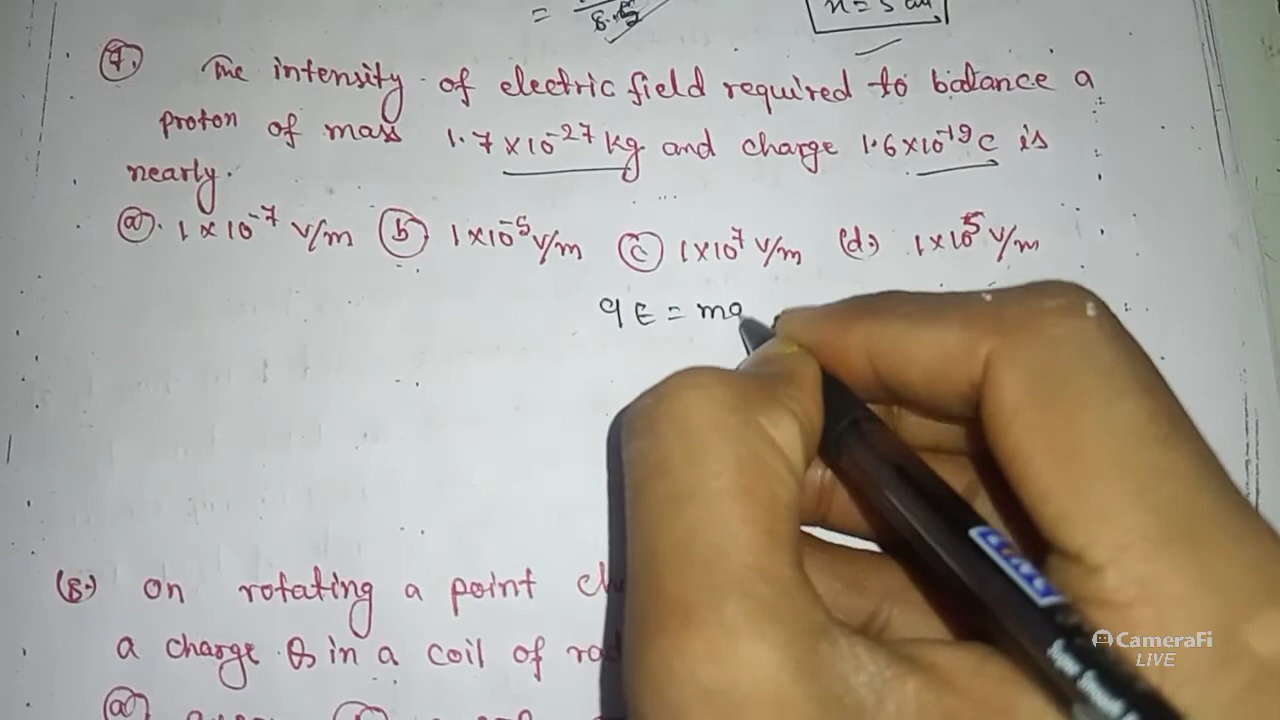 =
x = 5 cm
7. The intensity of electric field required to balance a
proton of mass 1.7×10⁻²⁷ kg and charge 1.6×10⁻¹⁹ C is
nearly.
(a). 1×10⁻⁷ V/m (b) 1×10⁻⁵ V/m (c) 1×10⁷ V/m (d.) 1×10⁵ V/m
qE = mg
(8.) on rotating a point
a charge Q in a coil of
(a)
CameraFi
LIVE